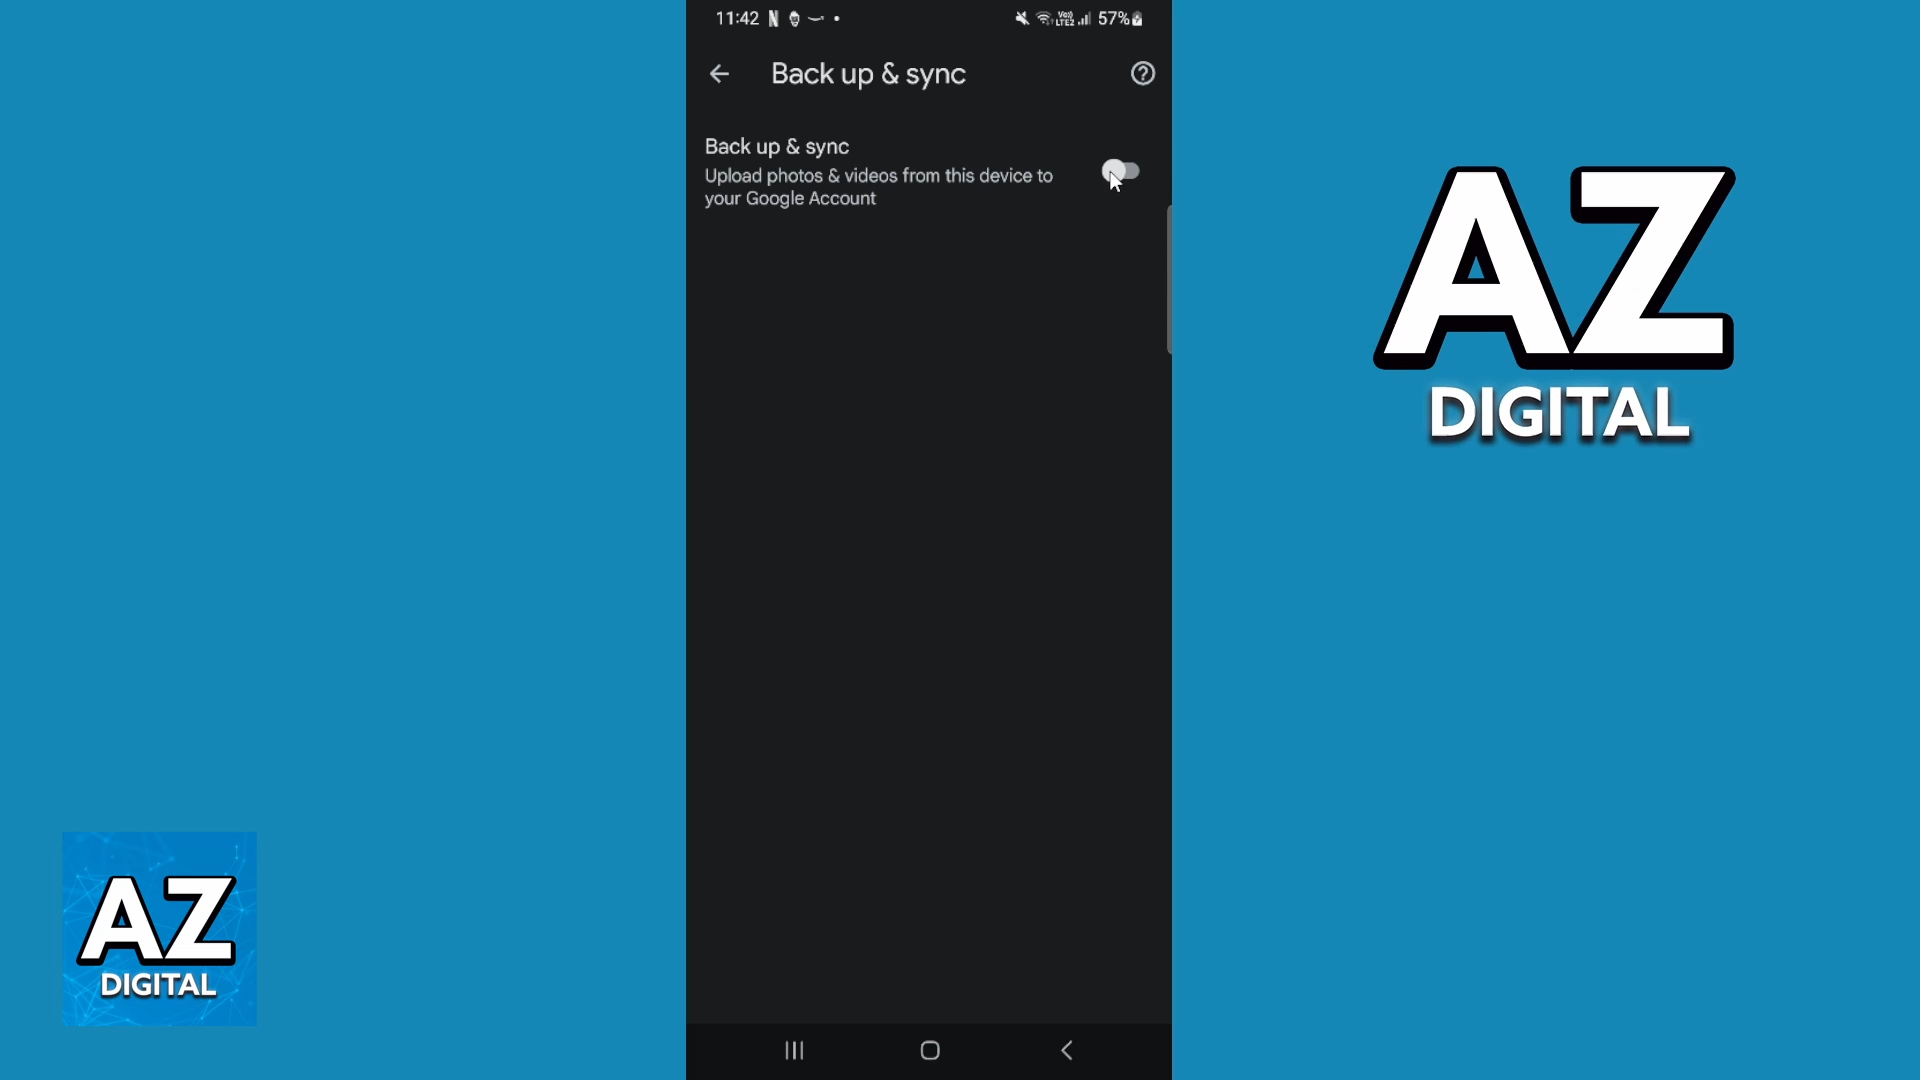 11:42
57%
Back up & sync
Back up & sync
Upload photos & videos from this device to
your Google Account
AZ
DIGITAL
AZ
DIGITAL